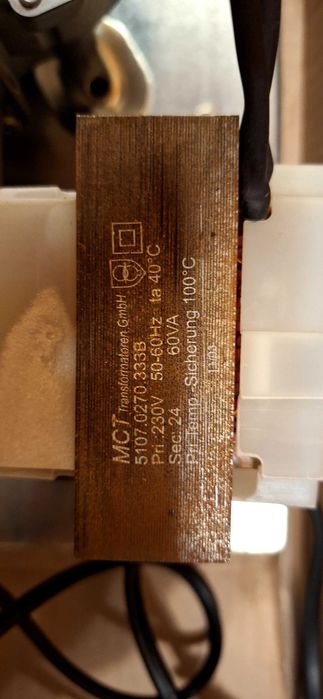 MCT Transformatoren GmbH
5107.0270.333B
Pri :230V 50-60Hz ta 40°C
Sec: 24 60VA
Pri Temp.-Sicherung 100°C